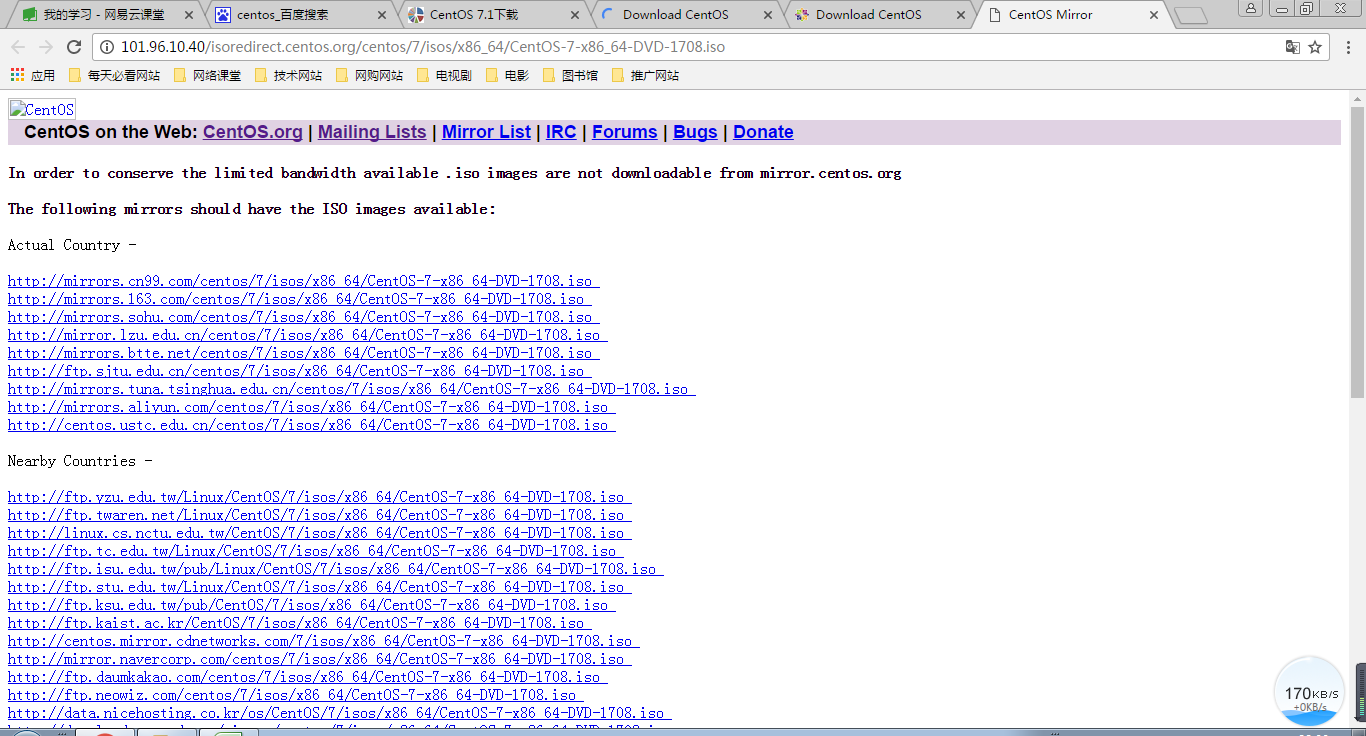 我的学习 - 网易云课堂
centos_百度搜索
CentOS 7.1下载
Download CentOS
Download CentOS
CentOS Mirror
101.96.10.40/isoredirect.centos.org/centos/7/isos/x86_64/CentOS-7-x86_64-DVD-1708.iso
应用 每天必看网站 网络课堂 技术网站 网购网站 电视剧 电影 图书馆 推广网站
CentOS
CentOS on the Web: CentOS.org | Mailing Lists | Mirror List | IRC | Forums | Bugs | Donate
In order to conserve the limited bandwidth available .iso images are not downloadable from mirror.centos.org
The following mirrors should have the ISO images available:
Actual Country -
http://mirrors.cn99.com/centos/7/isos/x86_64/CentOS-7-x86_64-DVD-1708.iso
http://mirrors.163.com/centos/7/isos/x86_64/CentOS-7-x86_64-DVD-1708.iso
http://mirrors.sohu.com/centos/7/isos/x86_64/CentOS-7-x86_64-DVD-1708.iso
http://mirror.lzu.edu.cn/centos/7/isos/x86_64/CentOS-7-x86_64-DVD-1708.iso
http://mirrors.btte.net/centos/7/isos/x86_64/CentOS-7-x86_64-DVD-1708.iso
http://ftp.sjtu.edu.cn/centos/7/isos/x86_64/CentOS-7-x86_64-DVD-1708.iso
http://mirrors.tuna.tsinghua.edu.cn/centos/7/isos/x86_64/CentOS-7-x86_64-DVD-1708.iso
http://mirrors.aliyun.com/centos/7/isos/x86_64/CentOS-7-x86_64-DVD-1708.iso
http://centos.ustc.edu.cn/centos/7/isos/x86_64/CentOS-7-x86_64-DVD-1708.iso
Nearby Countries -
http://ftp.yzu.edu.tw/Linux/CentOS/7/isos/x86_64/CentOS-7-x86_64-DVD-1708.iso
http://ftp.twaren.net/Linux/CentOS/7/isos/x86_64/CentOS-7-x86_64-DVD-1708.iso
http://linux.cs.nctu.edu.tw/CentOS/7/isos/x86_64/CentOS-7-x86_64-DVD-1708.iso
http://ftp.tc.edu.tw/Linux/CentOS/7/isos/x86_64/CentOS-7-x86_64-DVD-1708.iso
http://ftp.isu.edu.tw/pub/Linux/CentOS/7/isos/x86_64/CentOS-7-x86_64-DVD-1708.iso
http://ftp.stu.edu.tw/Linux/CentOS/7/isos/x86_64/CentOS-7-x86_64-DVD-1708.iso
http://ftp.ksu.edu.tw/pub/CentOS/7/isos/x86_64/CentOS-7-x86_64-DVD-1708.iso
http://ftp.kaist.ac.kr/CentOS/7/isos/x86_64/CentOS-7-x86_64-DVD-1708.iso
http://centos.mirror.cdnetworks.com/7/isos/x86_64/CentOS-7-x86_64-DVD-1708.iso
http://mirror.navercorp.com/centos/7/isos/x86_64/CentOS-7-x86_64-DVD-1708.iso
http://ftp.daumkakao.com/centos/7/isos/x86_64/CentOS-7-x86_64-DVD-1708.iso
http://ftp.neowiz.com/centos/7/isos/x86_64/CentOS-7-x86_64-DVD-1708.iso
http://data.nicehosting.co.kr/os/CentOS/7/isos/x86_64/CentOS-7-x86_64-DVD-1708.iso
170KB/S
+0KB/s